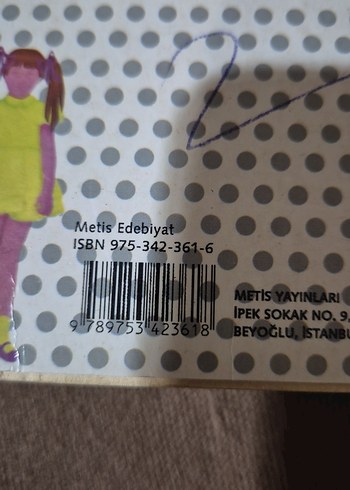 Metis Edebiyat
ISBN 975-342-361-6
9 789753 423618
METİS YAYINLARI
İPEK SOKAK NO. 9,
BEYOĞLU, İSTANBU